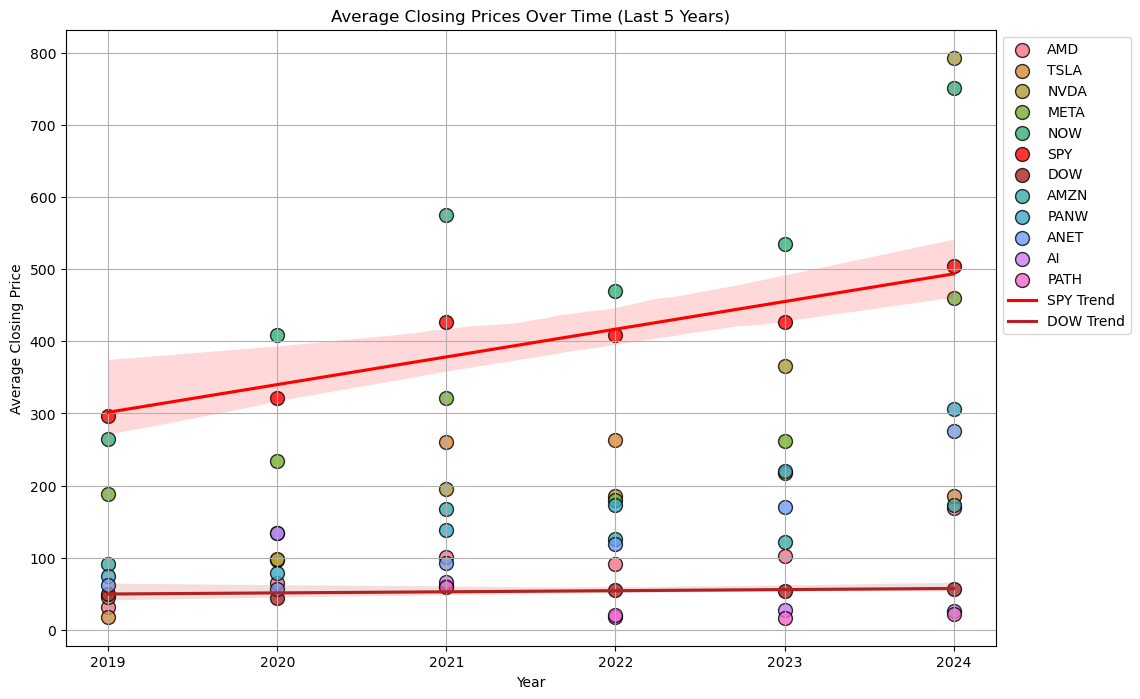 Average Closing Prices Over Time (Last 5 Years)
Average Closing Price
800
700
600
500
400
300
200
100
0
2019 2020 2021 2022 2023 2024
Year
AMD
TSLA
NVDA
META
NOW
SPY
DOW
AMZN
PANW
ANET
AI
PATH
SPY Trend
DOW Trend